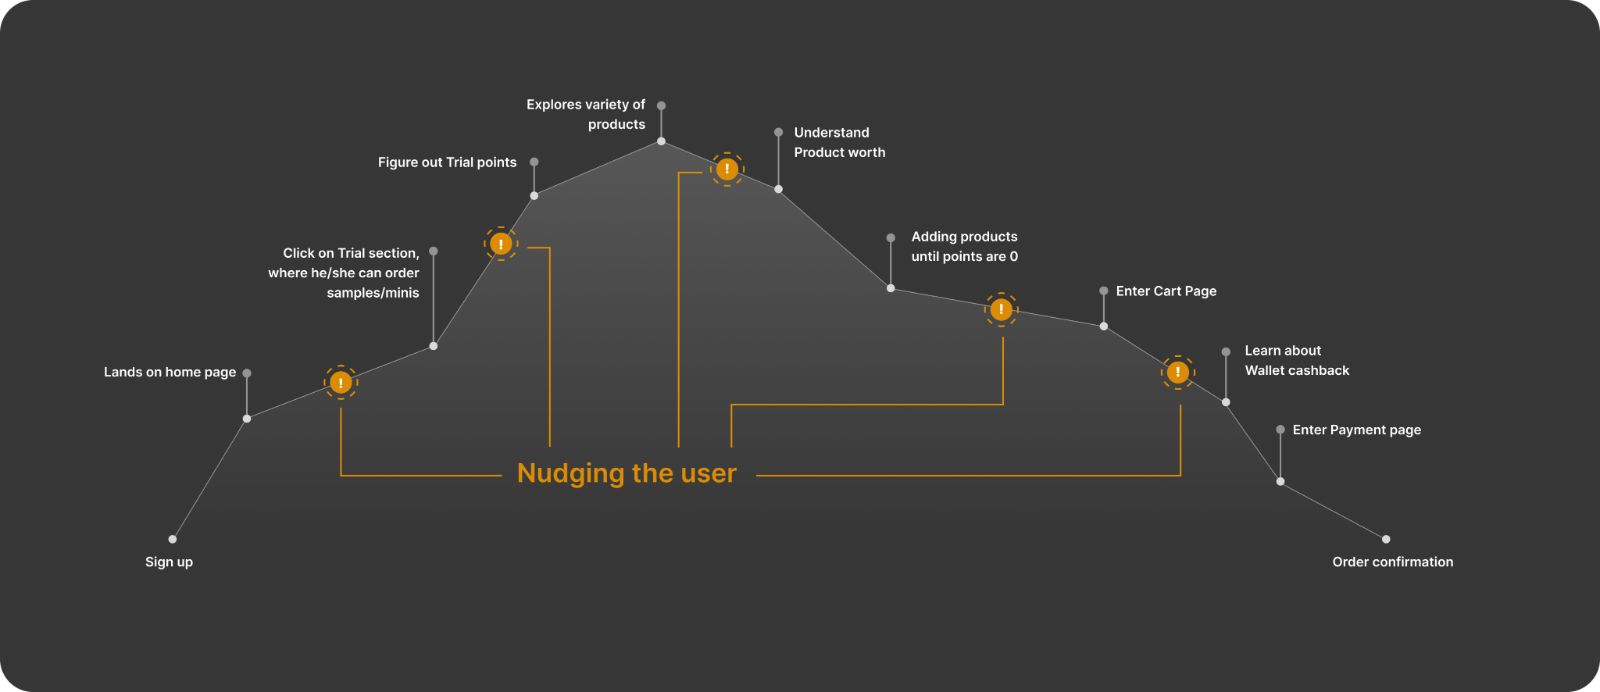 Explores variety of
products
Understand
Product worth
Figure out Trial points
!
Click on Trial section,
where he/she can order
samples/minis
!
Adding products
until points are 0
Enter Cart Page
!
Lands on home page
!
Learn about
Wallet cashback
!
Enter Payment page
Nudging the user
Sign up
Order confirmation